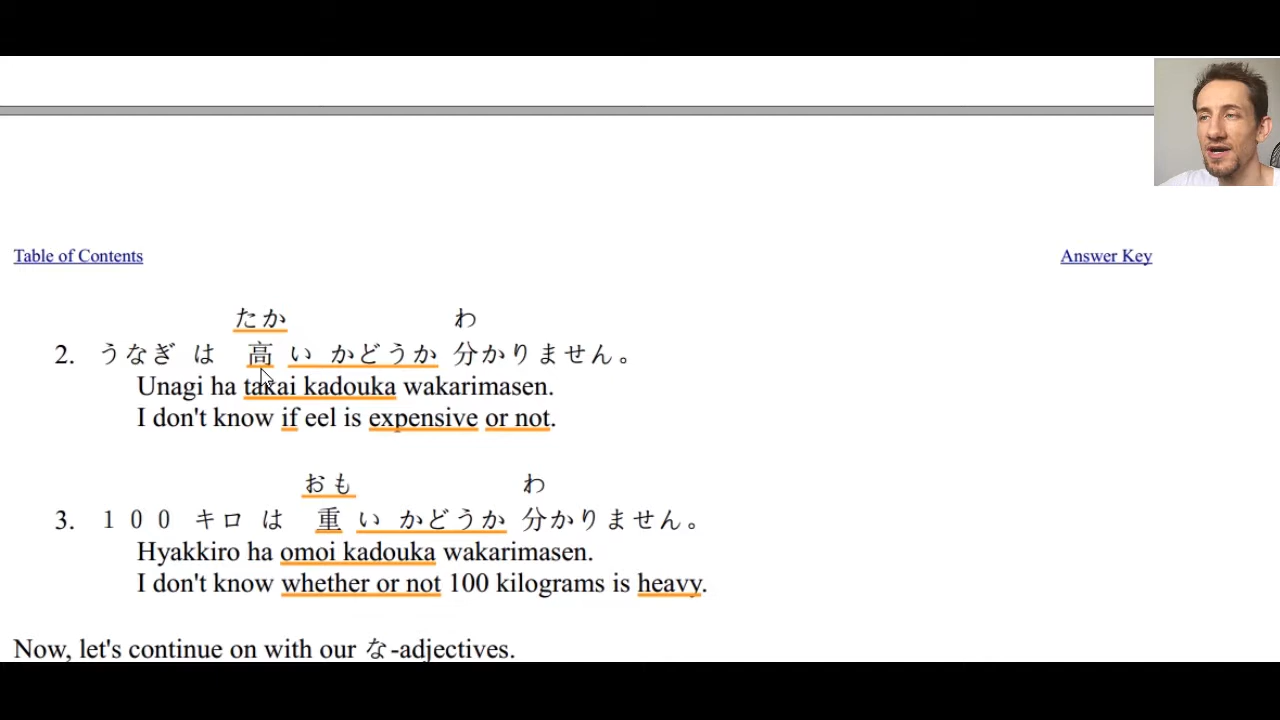 Table of Contents
Answer Key
たか わ
2. うなぎ は 高 い かどうか 分かりません。
Unagi ha takai kadouka wakarimasen.
I don't know if eel is expensive or not.
おも わ
3. １００ キロ は 重 い かどうか 分かりません。
Hyakkiro ha omoi kadouka wakarimasen.
I don't know whether or not 100 kilograms is heavy.
Now, let's continue on with our な-adjectives.